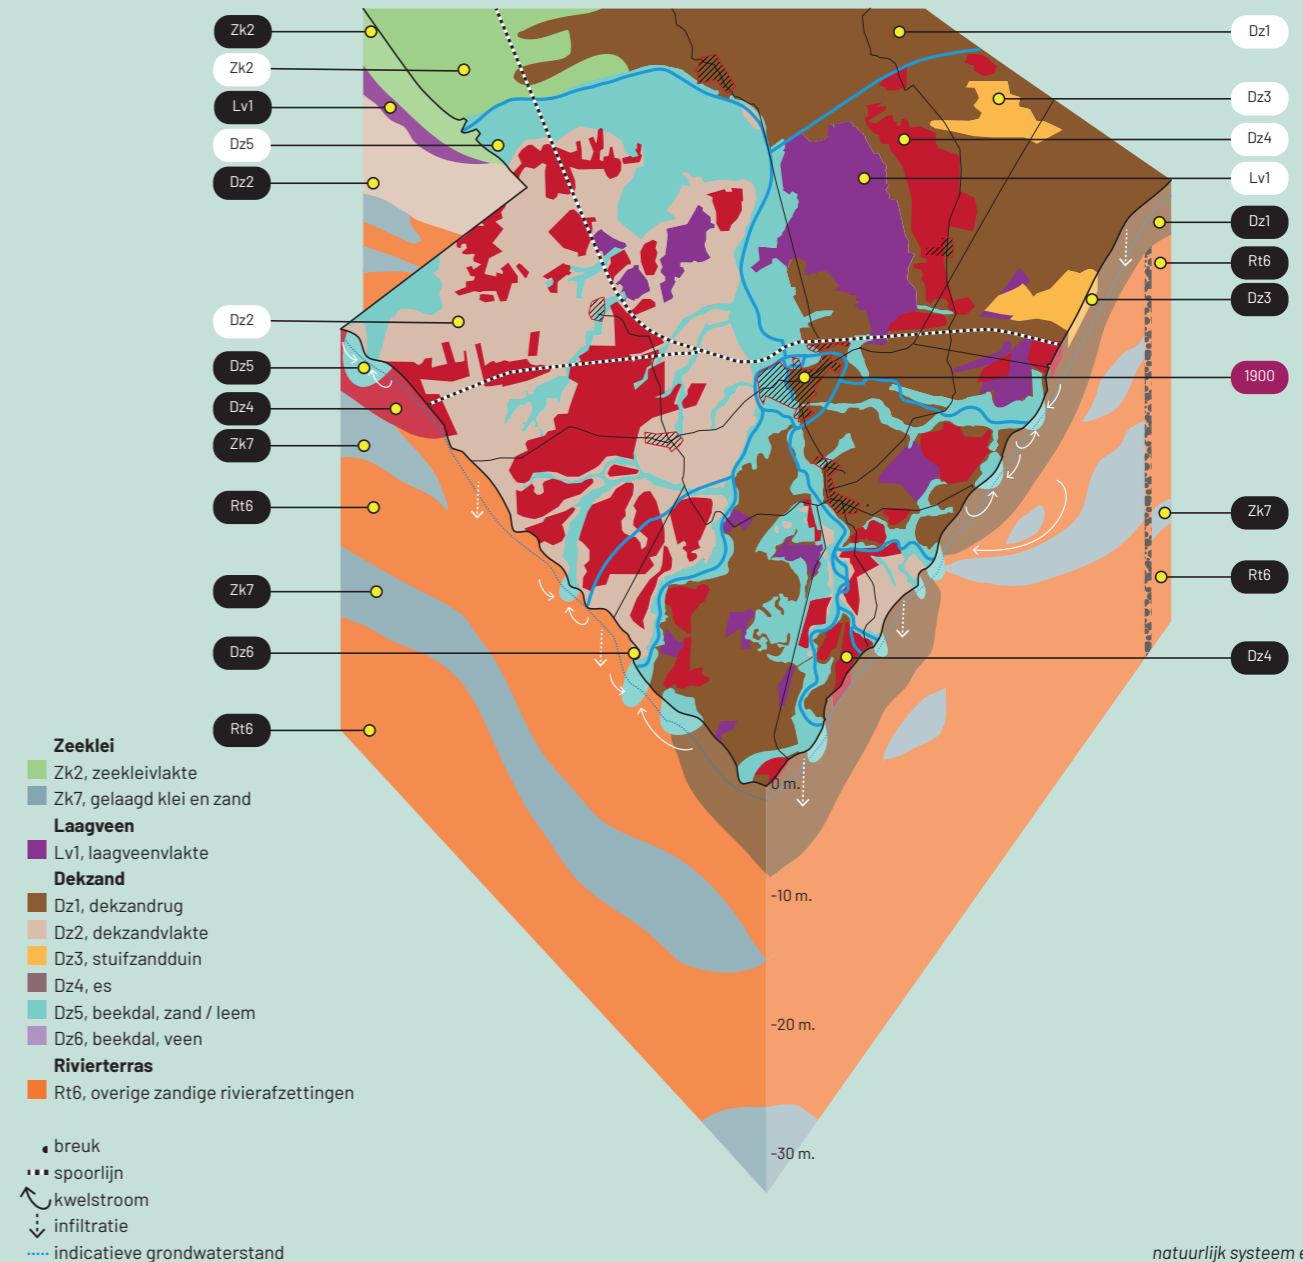 Zk2
Zk2
Lv1
Dz5
Dz2
Dz2
Dz5
Dz4
Zk7
Rt6
Zk7
Dz6
Rt6
Dz1
Dz3
Dz4
Lv1
Dz1
Rt6
Dz3
1900
Zk7
Rt6
Dz4
0 m.
-10 m.
-20 m.
-30 m.
Zeeklei
Zk2, zeekleivlakte
Zk7, gelaagd klei en zand
Laagveen
Lv1, laagveenvlakte
Dekzand
Dz1, dekzandrug
Dz2, dekzandvlakte
Dz3, stuifzandduin
Dz4, es
Dz5, beekdal, zand / leem
Dz6, beekdal, veen
Rivierterras
Rt6, overige zandige rivierafzettingen
breuk
spoorlijn
kwelstroom
infiltratie
indicatieve grondwaterstand
natuurlijk systeem e